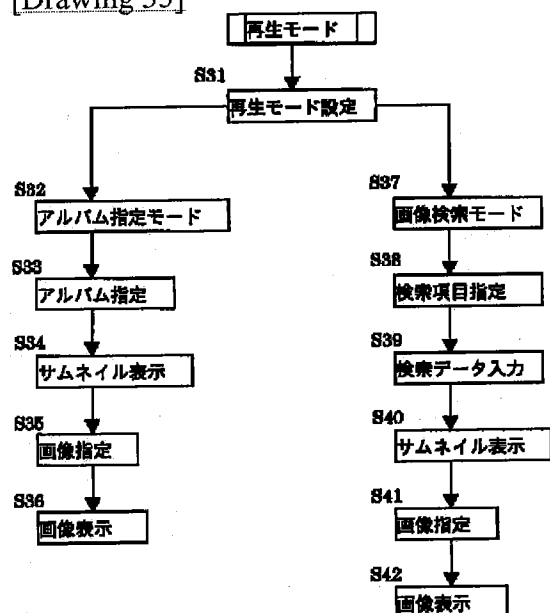 [Drawing 35]
再生モード
S31
再生モード設定
S32
アルバム指定モード
S33
アルバム指定
S34
サムネイル表示
S35
画像指定
S36
画像表示
S37
画像検索モード
S38
検索項目指定
S39
検索データ入力
S40
サムネイル表示
S41
画像指定
S42
画像表示